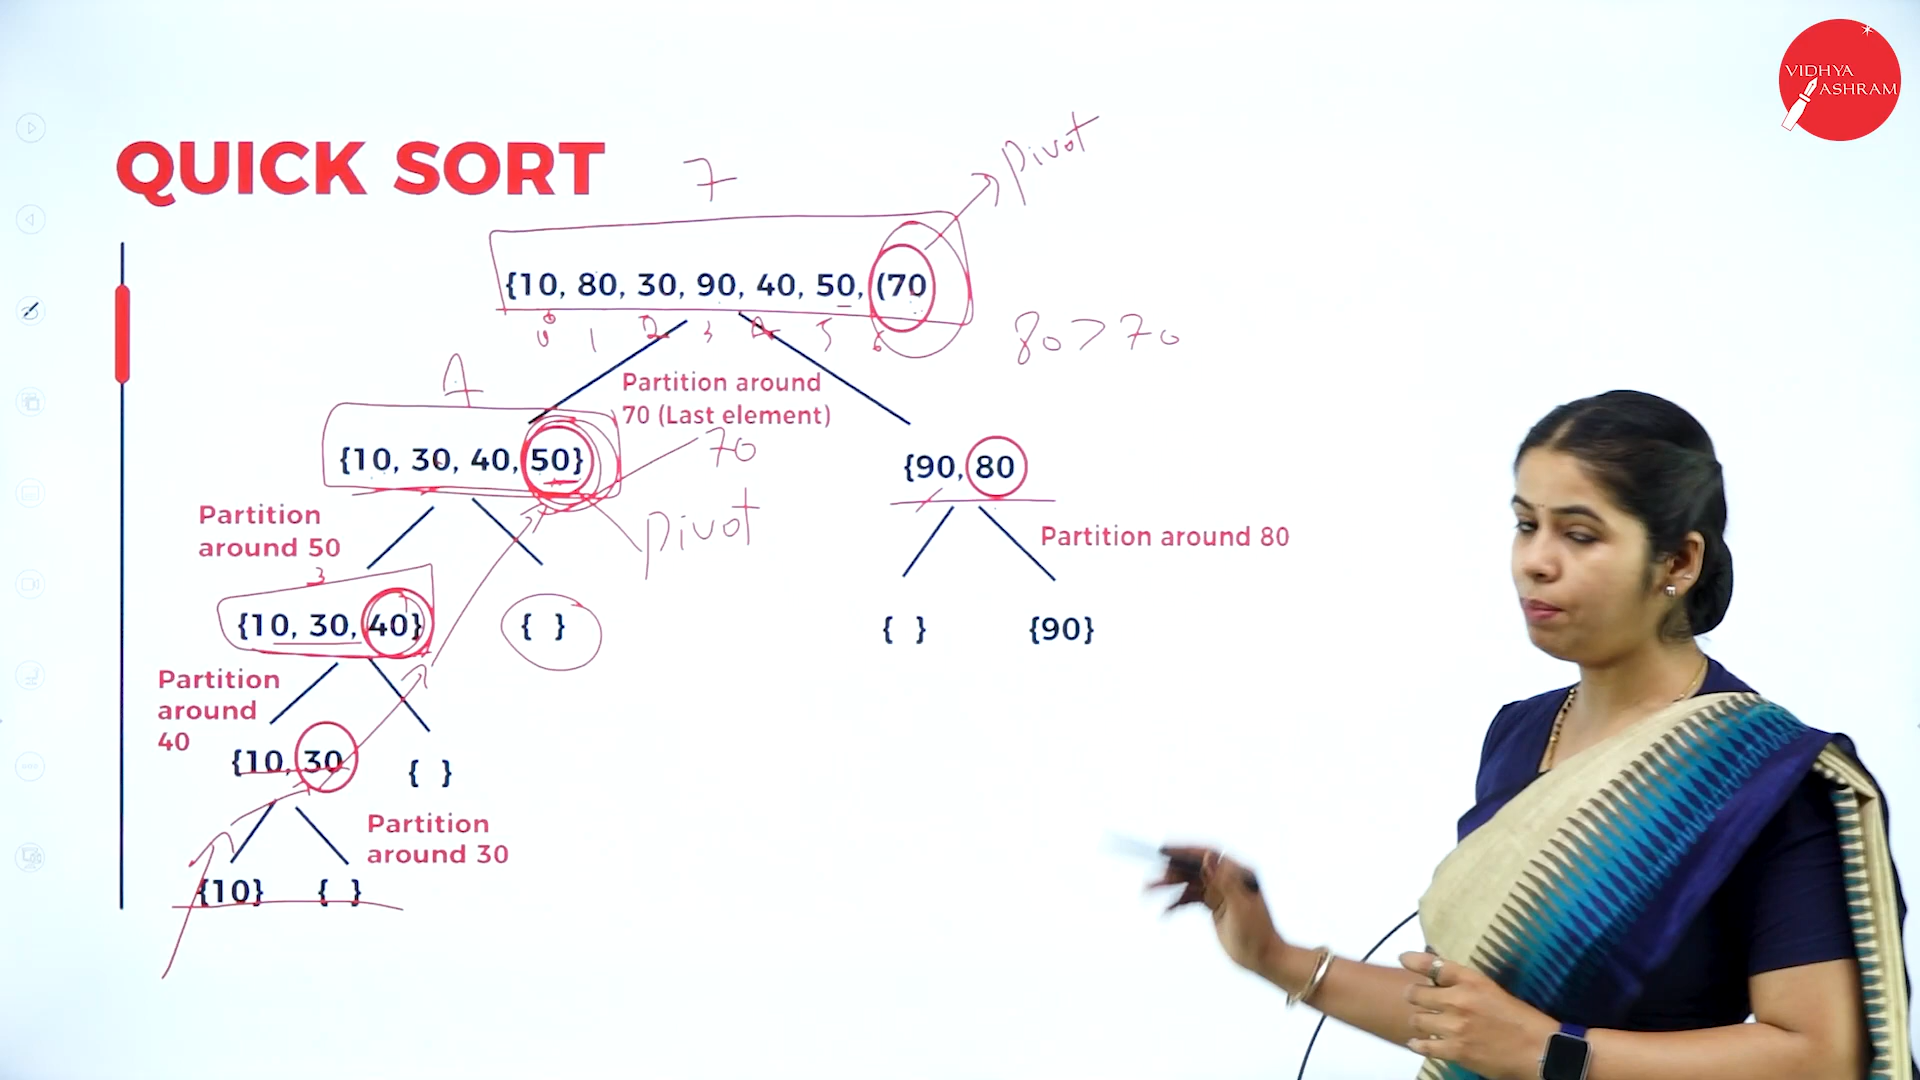 VIDHYA
ASHRAM
QUICK SORT
7
pivot
{10, 80, 30, 90, 40, 50, (70
0 1 2 3 4 5 6
80 > 70
4
Partition around
70 (Last element)
{10, 30, 40, 50}
70
{90, 80
pivot
Partition
around 50
Partition around 80
3
{10, 30, 40}
{ }
{ }
{90}
Partition
around
40
{10, 30
{ }
Partition
around 30
{10}
{ }